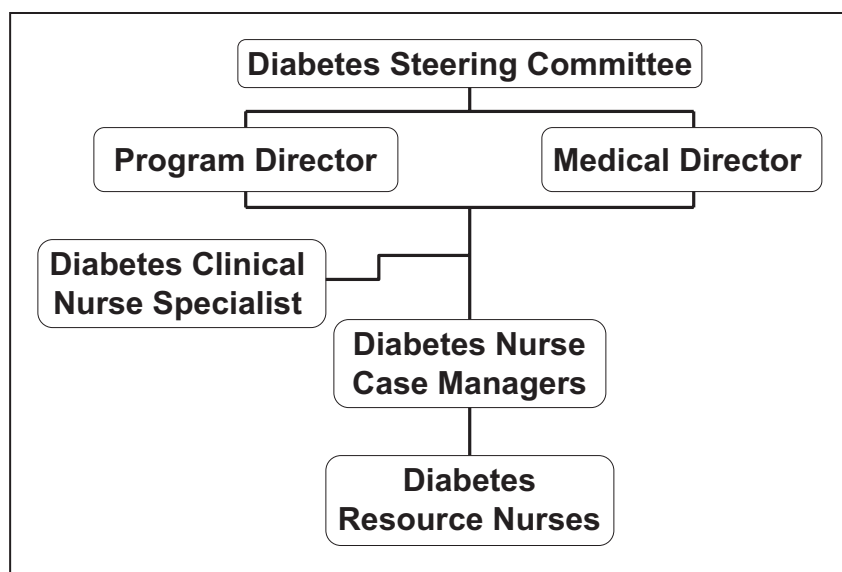 Diabetes Steering Committee
Program Director
Medical Director
Diabetes Clinical
Nurse Specialist
Diabetes Nurse
Case Managers
Diabetes
Resource Nurses